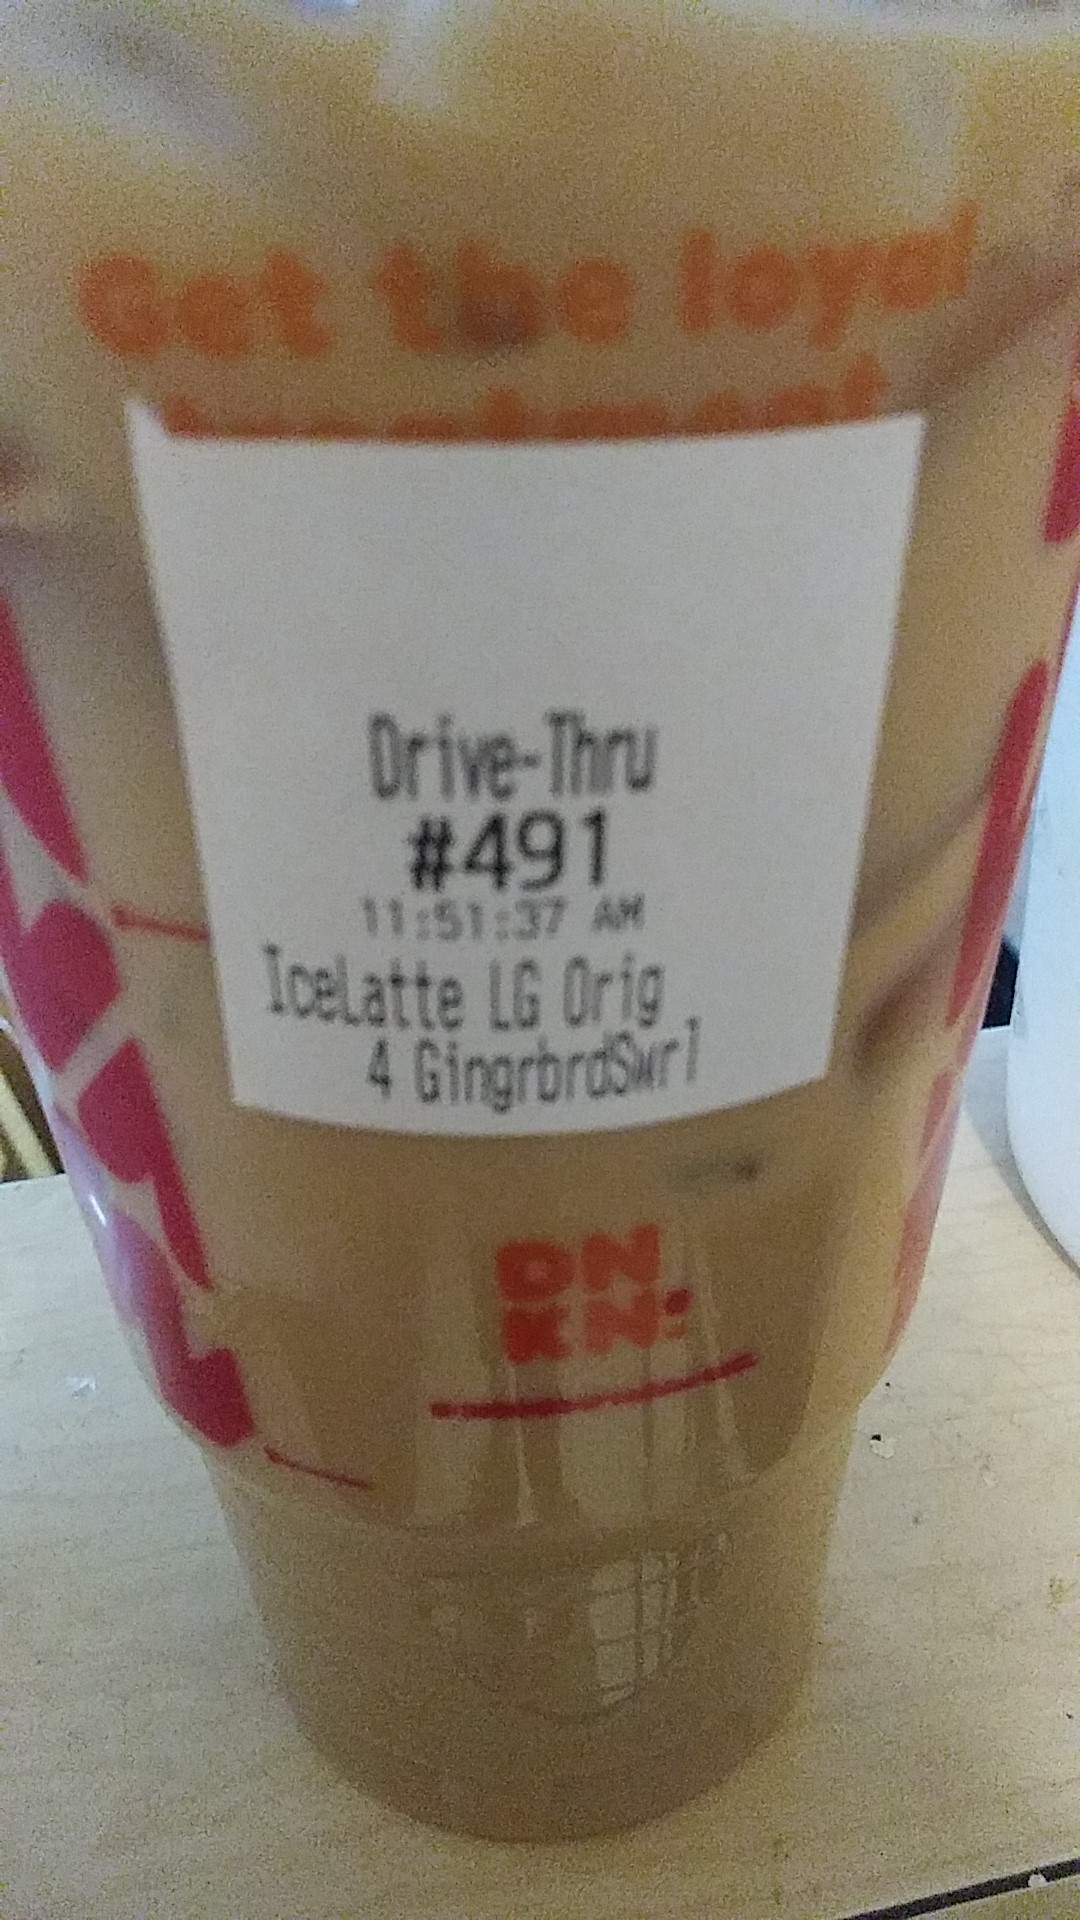 Get the loyal
Drive-Thru
#491
11:51:37 AM
IceLatte LG Orig
4 GingrbrdSwrl
DN
KN